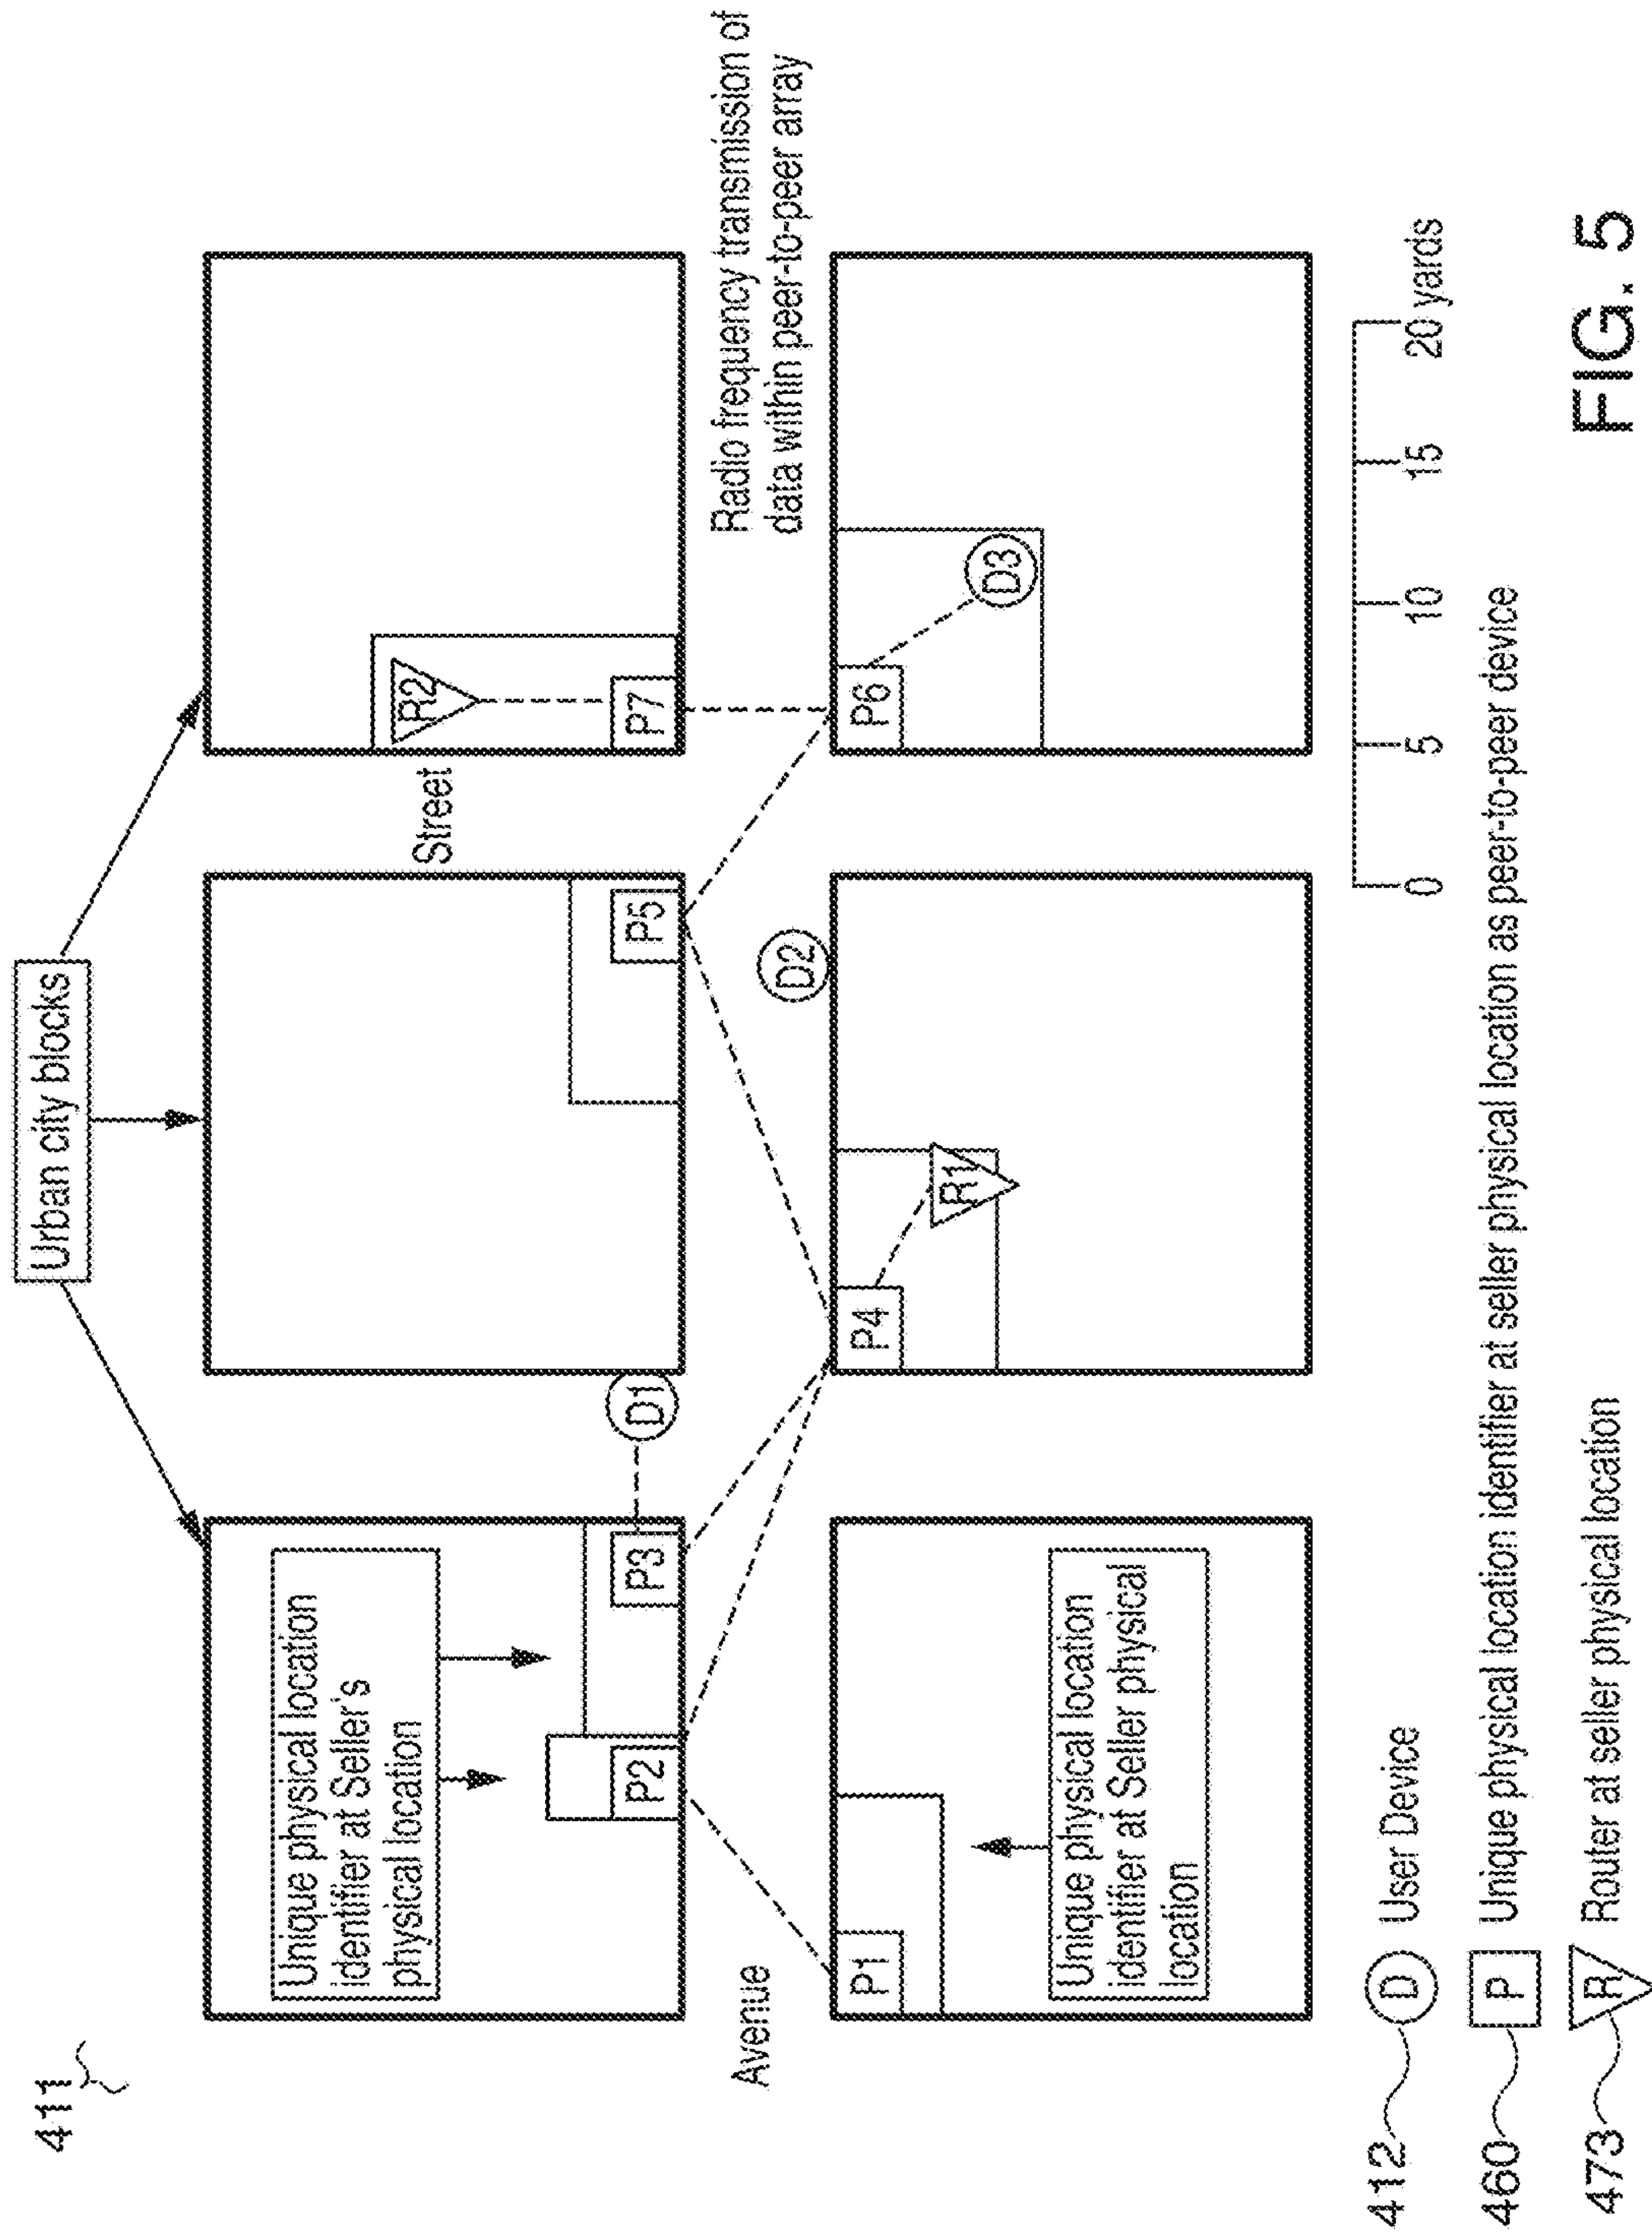 411
Urban city blocks
Unique physical location
identifier at Seller's
physical location
P2
P3
D1
P5
Street
R2
P7
Avenue
Radio frequency transmission of
data within peer-to-peer array
D2
P1
P4
R1
P6
D3
Unique physical location
identifier at Seller physical
location
0 5 10 15 20 yards
412 D User Device
460 P Unique physical location identifier at seller physical location as peer-to-peer device
473 R Router at seller physical location
FIG. 5